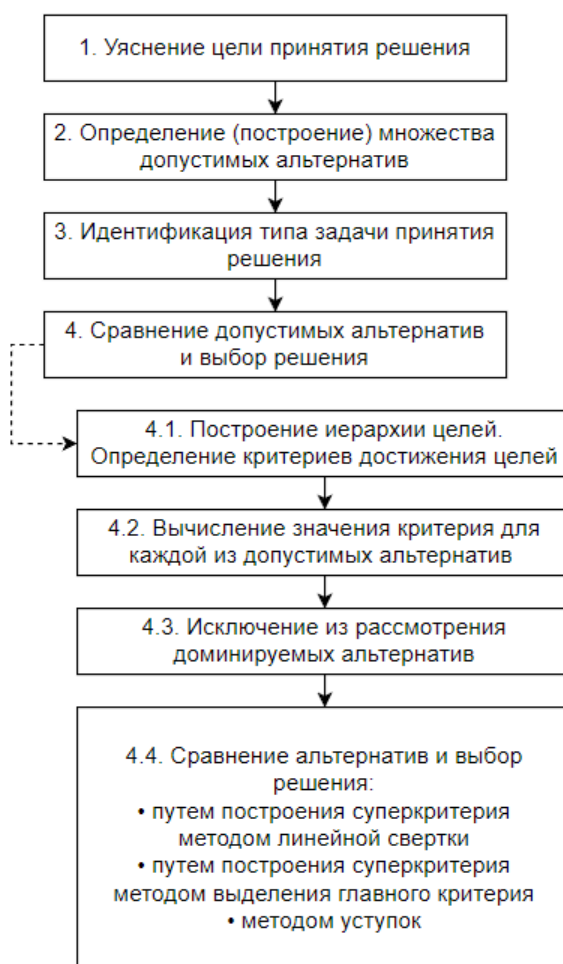 1. Уяснение цели принятия решения
2. Определение (построение) множества
допустимых альтернатив
3. Идентификация типа задачи принятия
решения
4. Сравнение допустимых альтернатив
и выбор решения
4.1. Построение иерархии целей.
Определение критериев достижения целей
4.2. Вычисление значения критерия для
каждой из допустимых альтернатив
4.3. Исключение из рассмотрения
доминируемых альтернатив
4.4. Сравнение альтернатив и выбор
решения:
• путем построения суперкритерия
методом линейной свертки
• путем построения суперкритерия
методом выделения главного критерия
• методом уступок